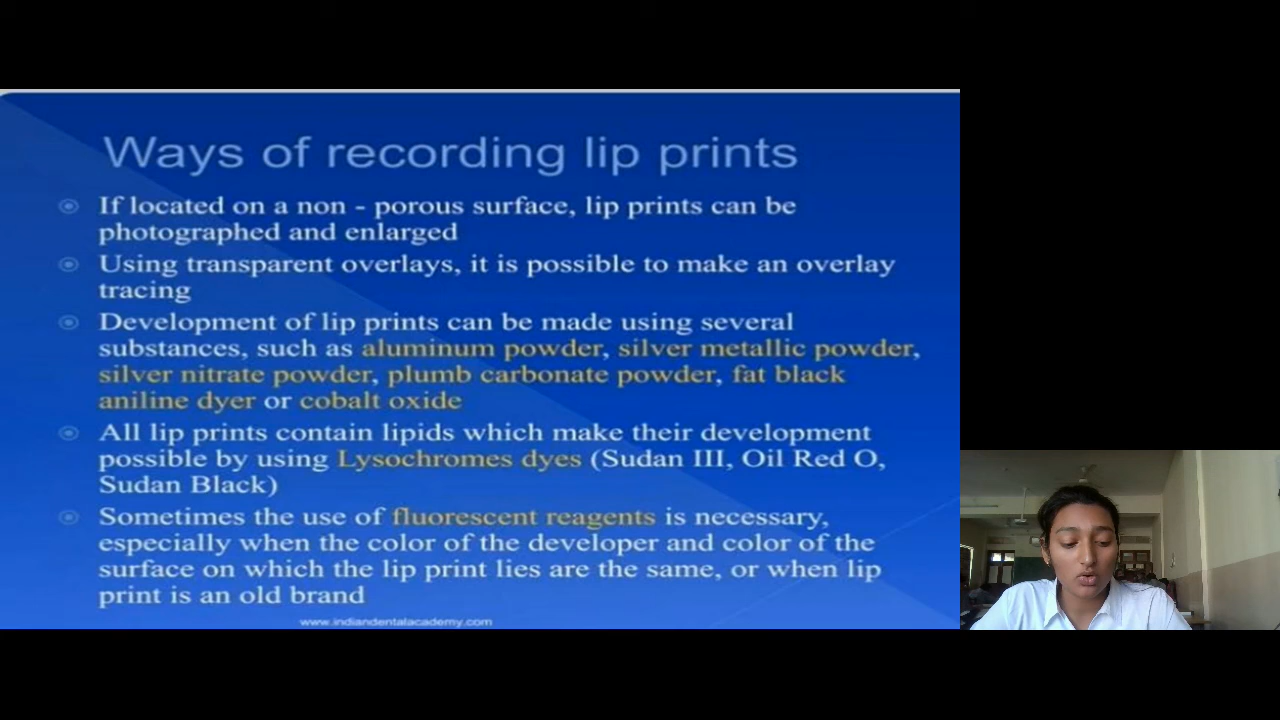 Ways of recording lip prints
If located on a non - porous surface, lip prints can be
photographed and enlarged
Using transparent overlays, it is possible to make an overlay
tracing
Development of lip prints can be made using several
substances, such as aluminum powder, silver metallic powder,
silver nitrate powder, plumb carbonate powder, fat black
aniline dyer or cobalt oxide
All lip prints contain lipids which make their development
possible by using Lysochromes dyes (Sudan III, Oil Red O,
Sudan Black)
Sometimes the use of fluorescent reagents is necessary,
especially when the color of the developer and color of the
surface on which the lip print lies are the same, or when lip
print is an old brand
www.indiandentalacademy.com